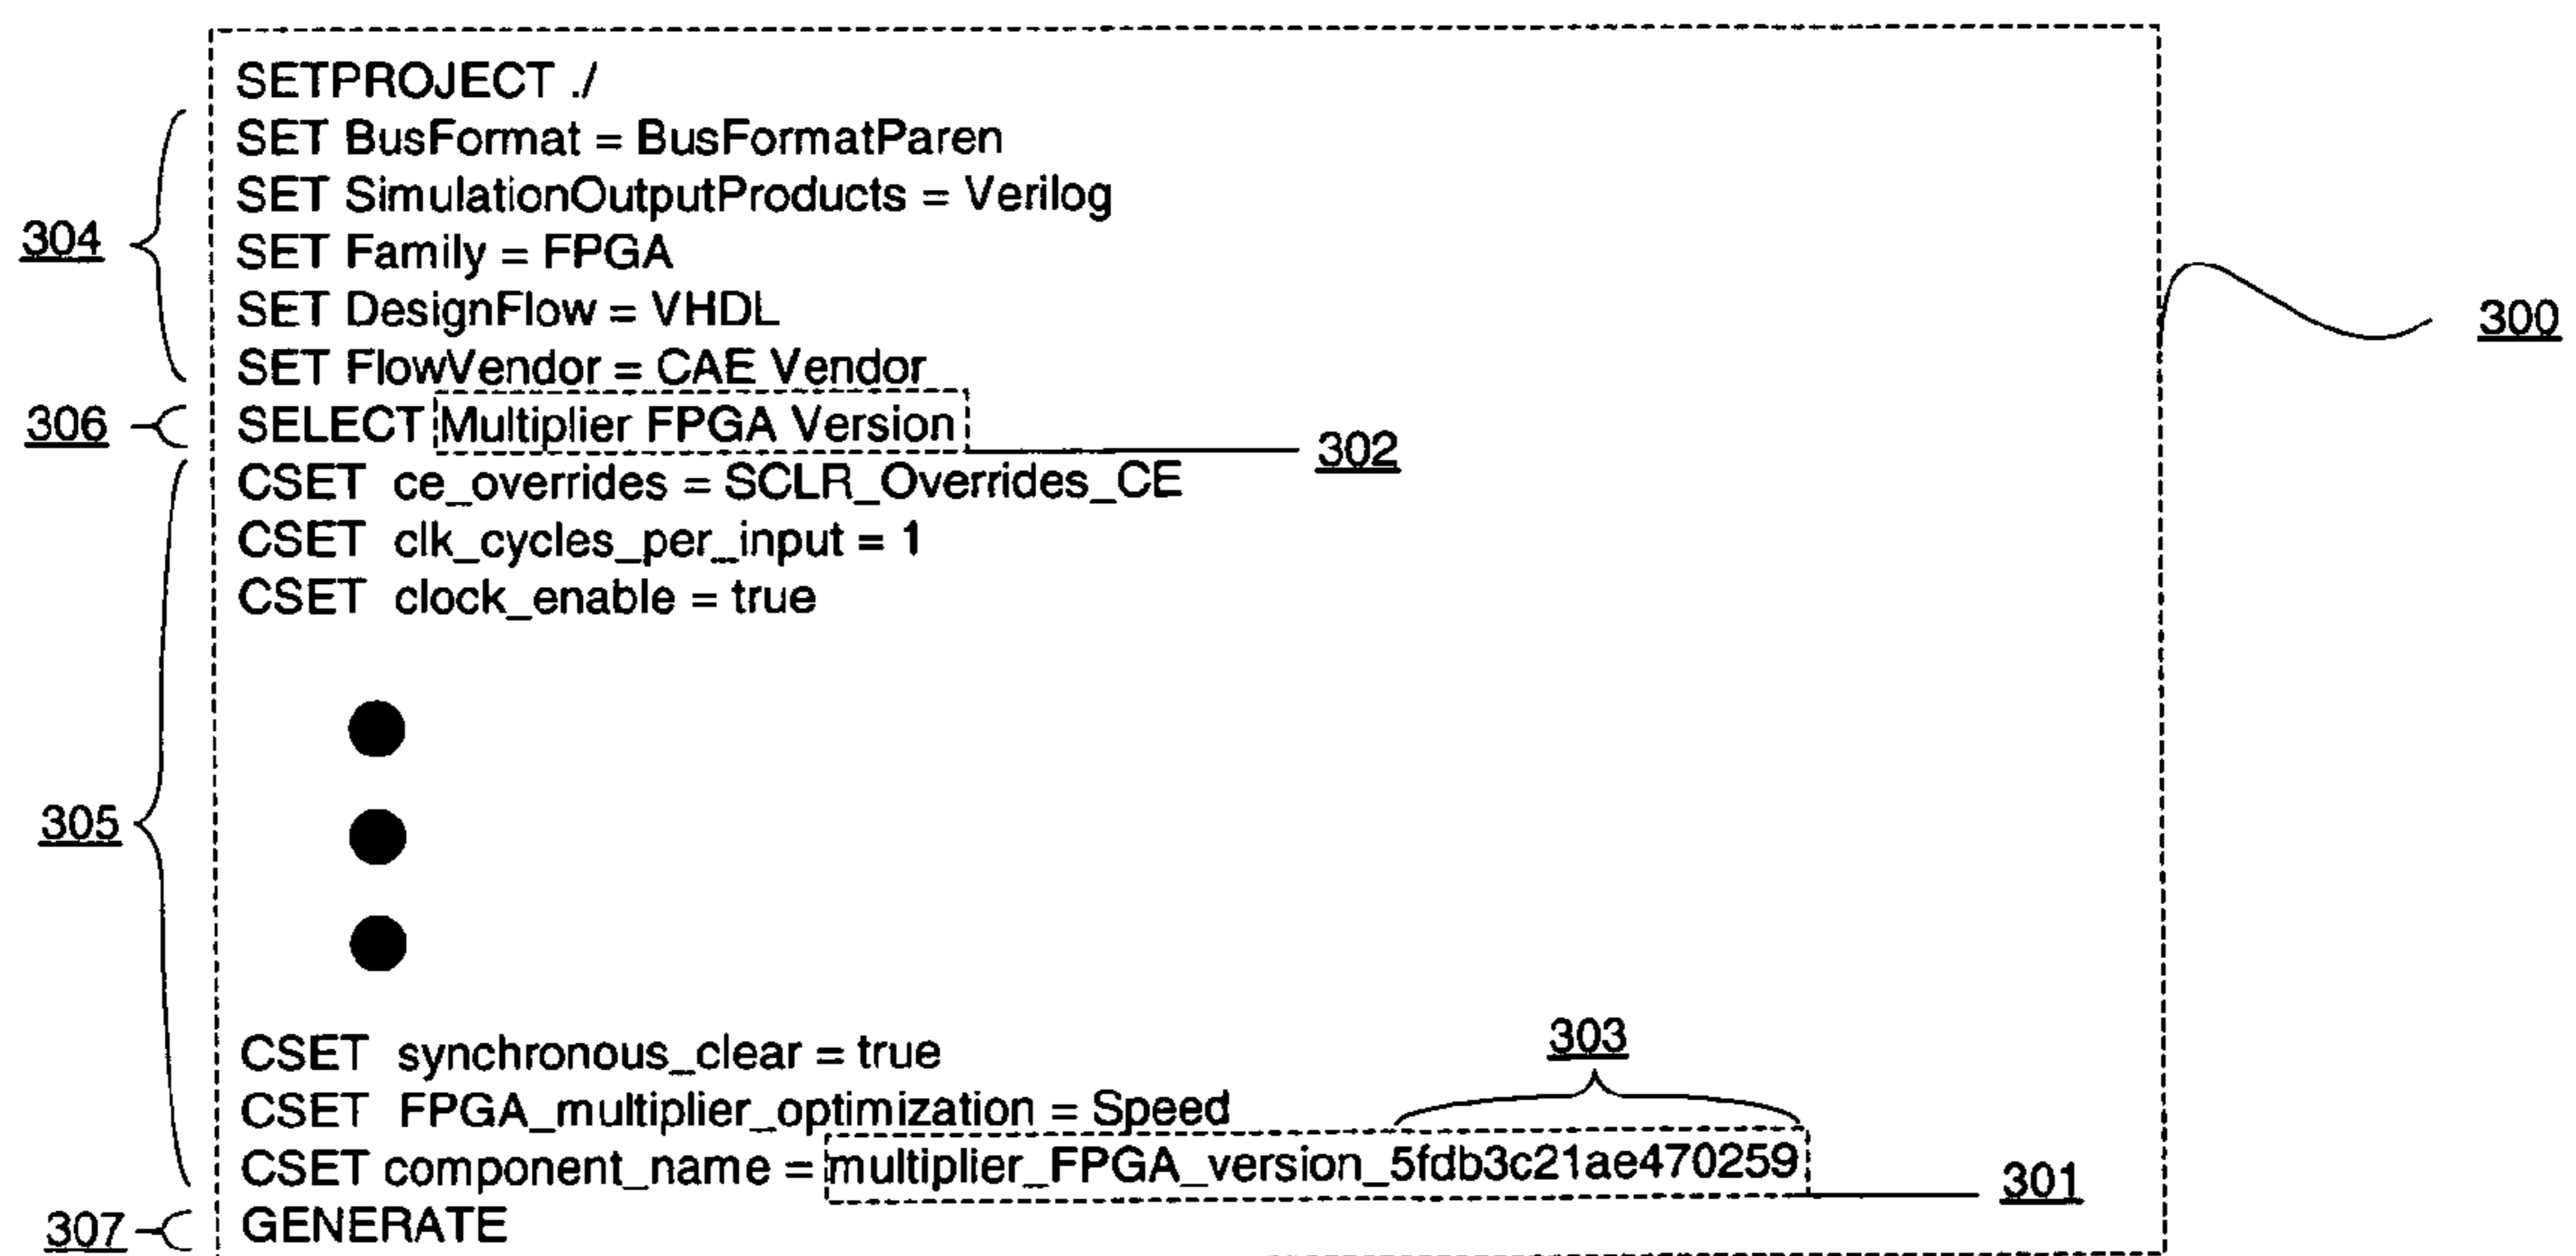 SETPROJECT ./
SET BusFormat = BusFormatParen
SET SimulationOutputProducts = Verilog
304
SET Family = FPGA
SET DesignFlow = VHDL
300
SET FlowVendor = CAE Vendor
306
SELECT Multiplier FPGA Version
302
CSET ce_overrides = SCLR_Overrides_CE
CSET clk_cycles_per_input = 1
CSET clock_enable = true
305
303
CSET synchronous_clear = true
CSET FPGA_multiplier_optimization = Speed
CSET component_name = multiplier_FPGA_version_5fdb3c21ae470259
301
307
GENERATE